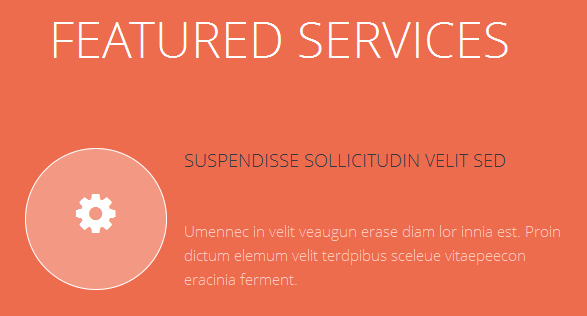 FEATURED SERVICES
SUSPENDISSE SOLLICITUDIN VELIT SED
Umennec in velit veaugun erase diam lor innia est. Proin
dictum elemum velit terdpibus sceleue vitaepeecon
eracinia ferment.